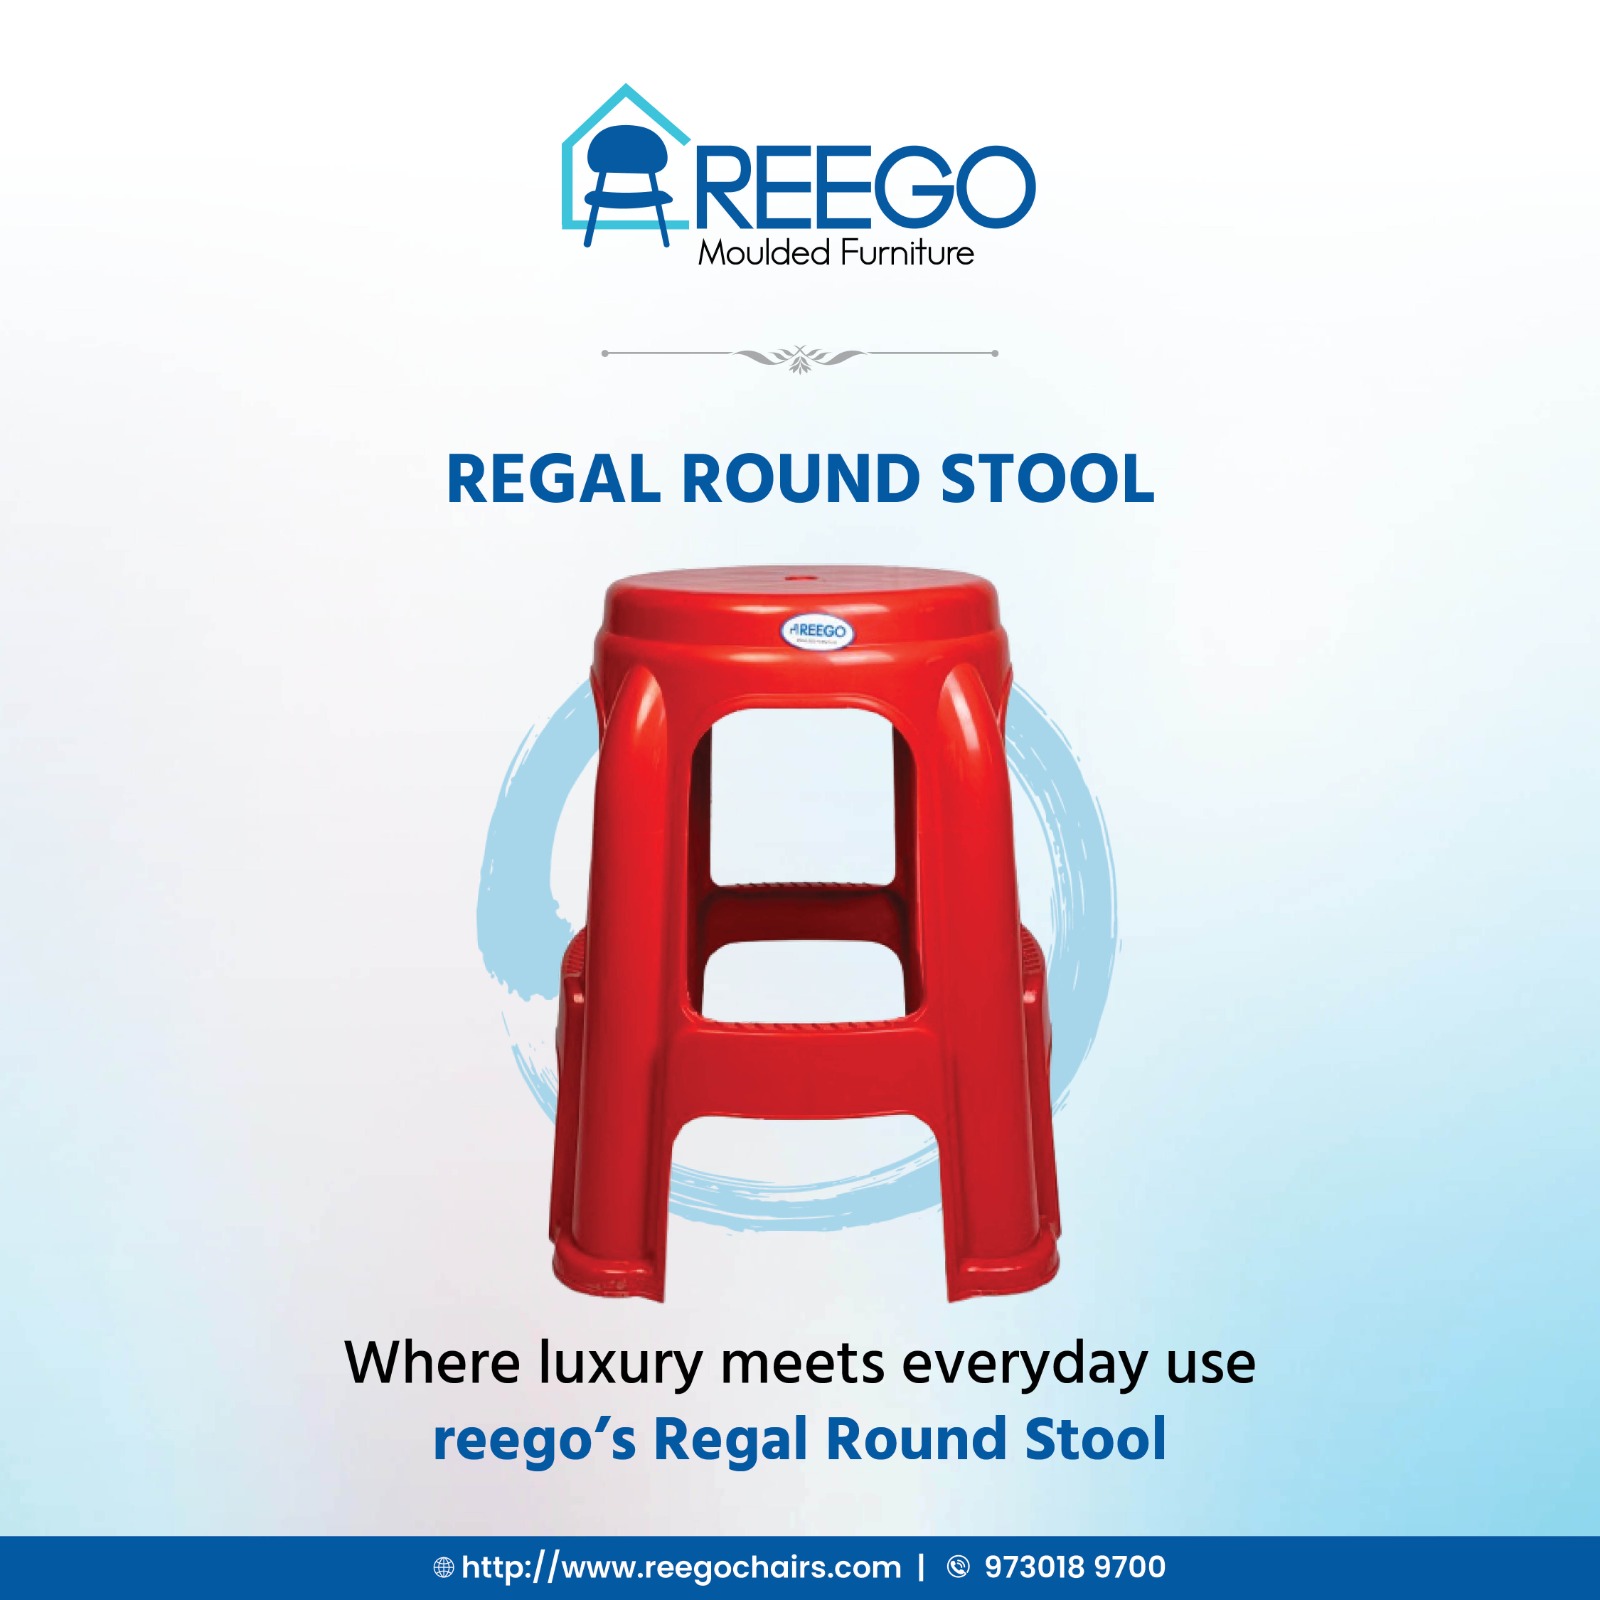 REEGO
Moulded Furniture
REGAL ROUND STOOL
REEGO
Where luxury meets everyday use
reego’s Regal Round Stool
http://www.reegochairs.com | 973018 9700